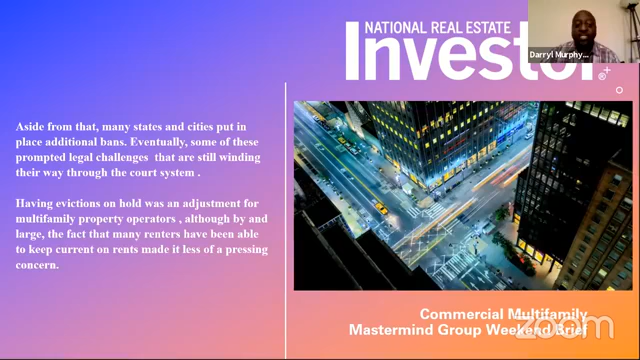 NATIONAL REAL ESTATE
Investor
Darryl Murphy...
Aside from that, many states and cities put in
place additional bans. Eventually, some of these
prompted legal challenges that are still winding
their way through the court system .
Having evictions on hold was an adjustment for
multifamily property operators , although by and
large, the fact that many renters have been able
to keep current on rents made it less of a pressing
concern.
Commercial Multifamily
Mastermind Group Weekend Brief
zoom